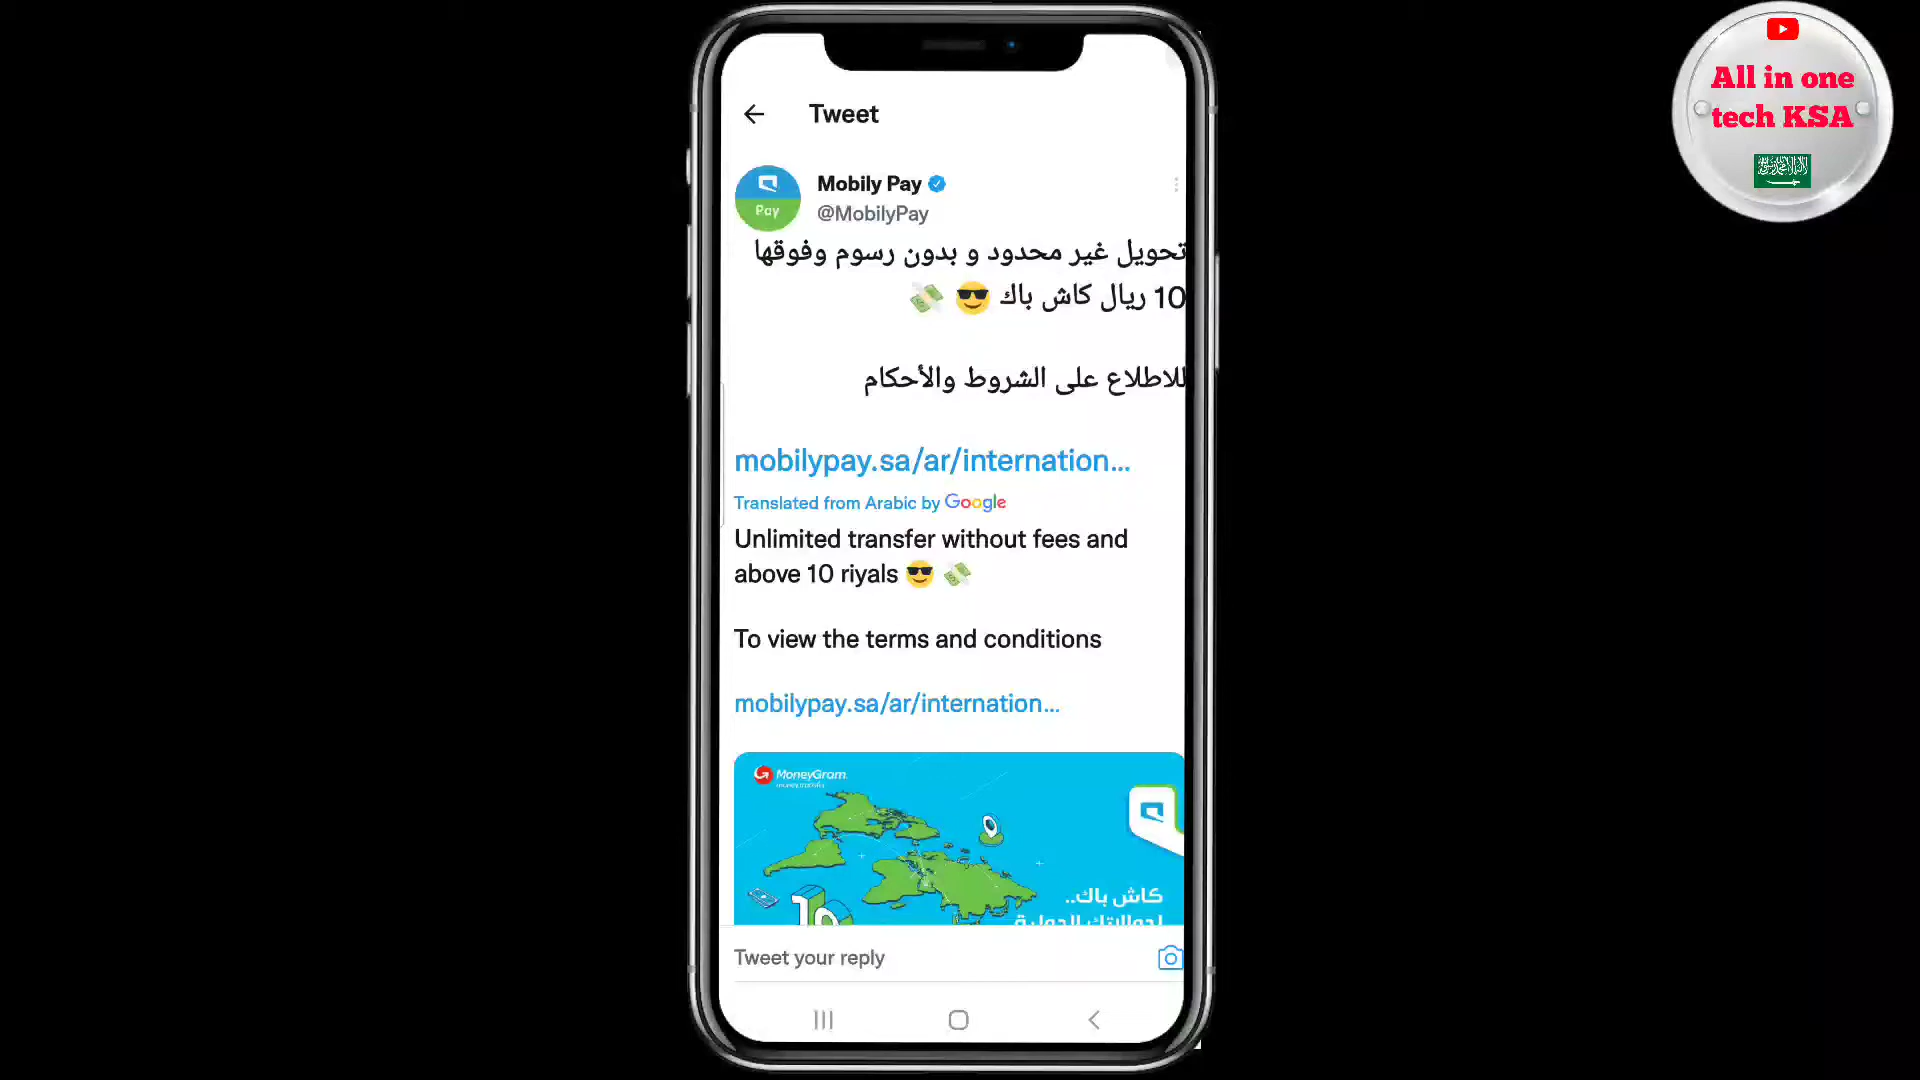 All in one
tech KSA
Tweet
Pay
Mobily Pay
@MobilyPay
تحويل غير محدود و بدون رسوم وفوقها
10 ريال كاش باك 😎 💸
للاطلاع على الشروط والأحكام
mobilypay.sa/ar/internation...
Translated from Arabic by Google
Unlimited transfer without fees and
above 10 riyals 😎 💸
To view the terms and conditions
mobilypay.sa/ar/internation...
MoneyGram
10
كاش باك..
لحوالاتك الدولية
Tweet your reply